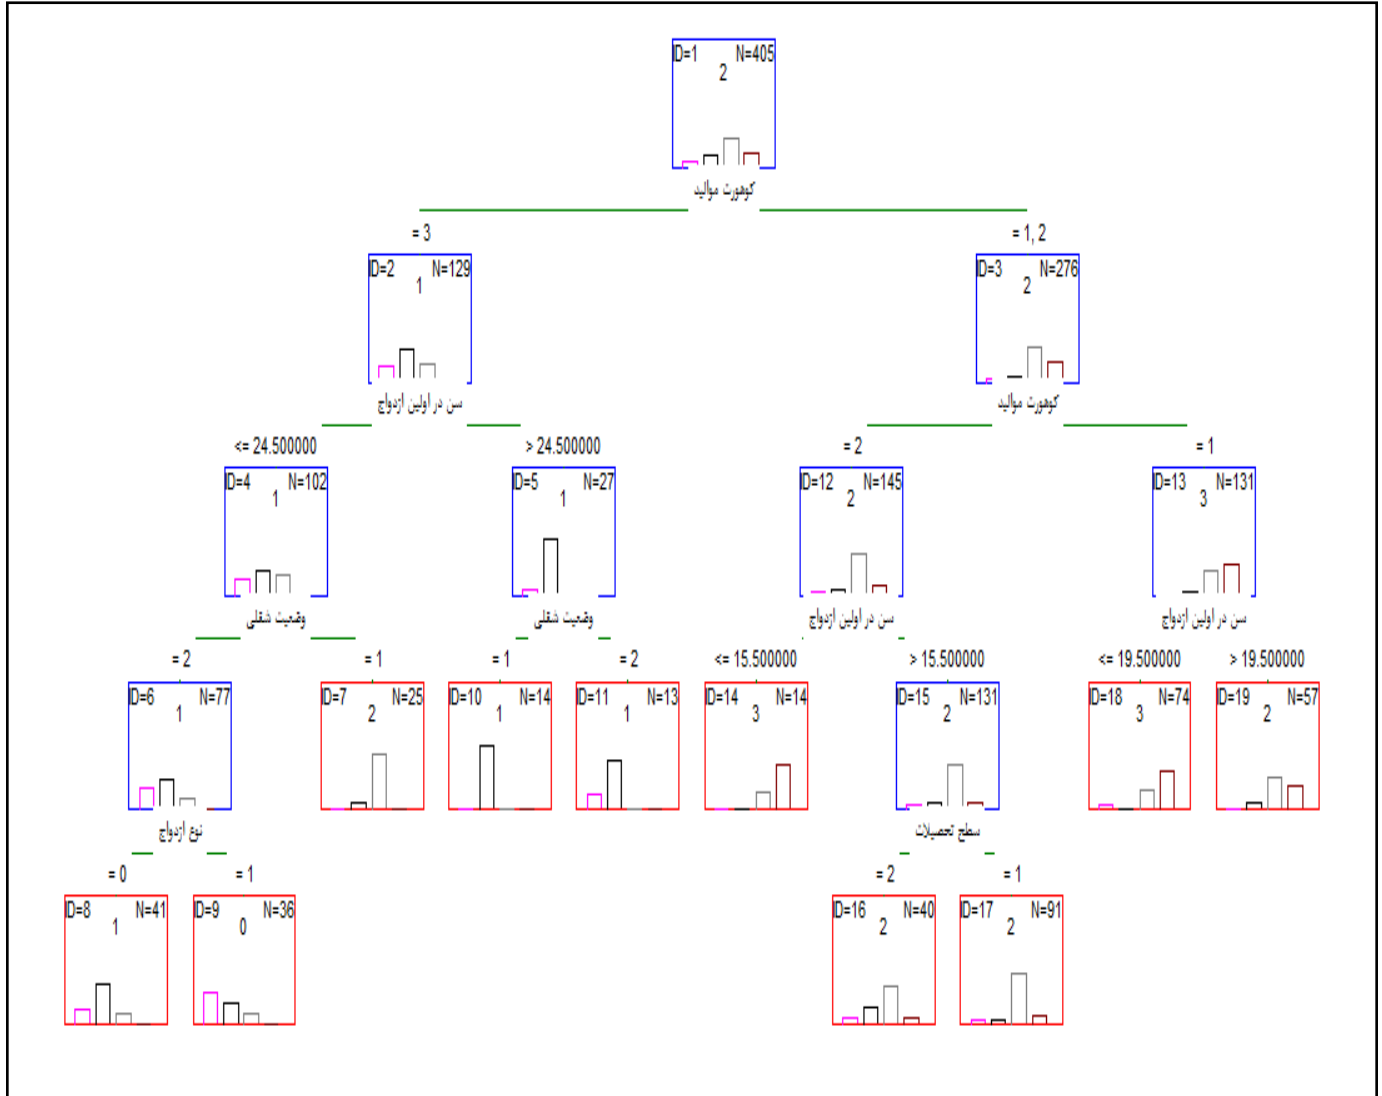 ID=1 N=405
2
کوهورت موالید
= 3 = 1, 2
ID=2 N=129 ID=3 N=276
1 2
سن در اولین ازدواج کوهورت موالید
<= 24.500000 > 24.500000 = 2 = 1
ID=4 N=102 ID=5 N=27 ID=12 N=145 ID=13 N=131
1 1 2 3
وضعیت شغلی وضعیت شغلی سن در اولین ازدواج سن در اولین ازدواج
= 2 = 1 = 1 = 2 <= 15.500000 > 15.500000 <= 19.500000 > 19.500000
ID=6 N=77 ID=7 N=25 ID=10 N=14 ID=11 N=13 ID=14 N=14 ID=15 N=131 ID=18 N=74 ID=19 N=57
1 2 1 1 3 2 3 2
نوع ازدواج سطح تحصیلات
= 0 = 1 = 2 = 1
ID=8 N=41 ID=9 N=36 ID=16 N=40 ID=17 N=91
1 0 2 2